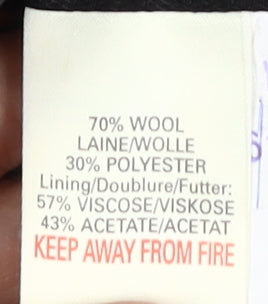 70% WOOL
LAINE/WOLLE
30% POLYESTER
Lining/Doublure/Futter:
57% VISCOSE/VISKOSE
43% ACETATE/ACETAT
KEEP AWAY FROM FIRE